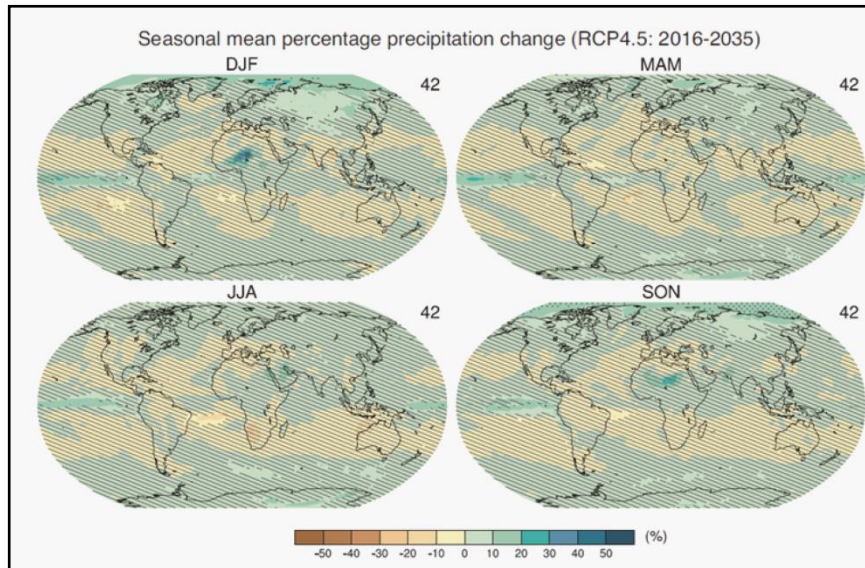 Seasonal mean percentage precipitation change (RCP4.5: 2016-2035)
DJF
42
MAM
42
JJA
42
SON
42
-50 -40 -30 -20 -10 0 10 20 30 40 50 (%)